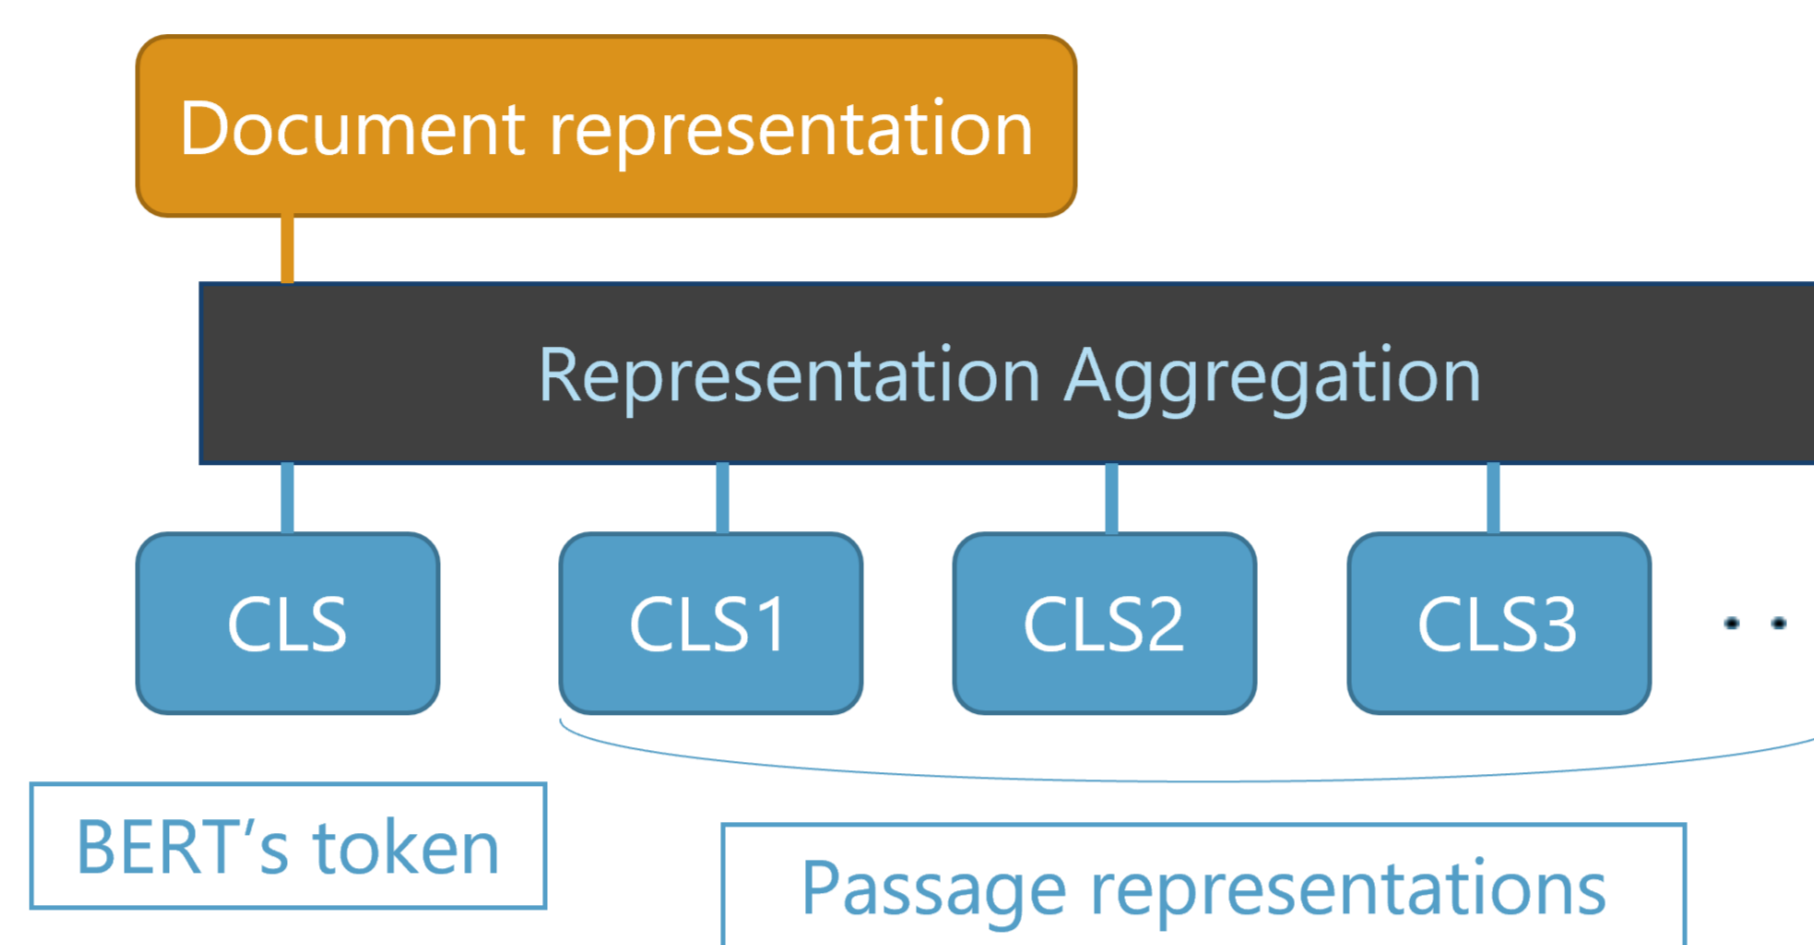 Document representation
Representation Aggregation
CLS CLS1 CLS2 CLS3 ..
BERT’s token
Passage representations